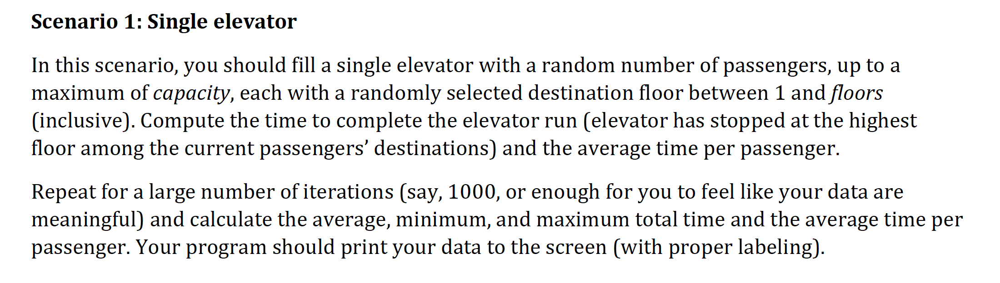 Scenario 1: Single elevator
In this scenario, you should fill a single elevator with a random number of passengers, up to a
maximum of capacity, each with a randomly selected destination floor between 1 and floors
(inclusive). Compute the time to complete the elevator run (elevator has stopped at the highest
floor among the current passengers’ destinations) and the average time per passenger.
Repeat for a large number of iterations (say, 1000, or enough for you to feel like your data are
meaningful) and calculate the average, minimum, and maximum total time and the average time per
passenger. Your program should print your data to the screen (with proper labeling).